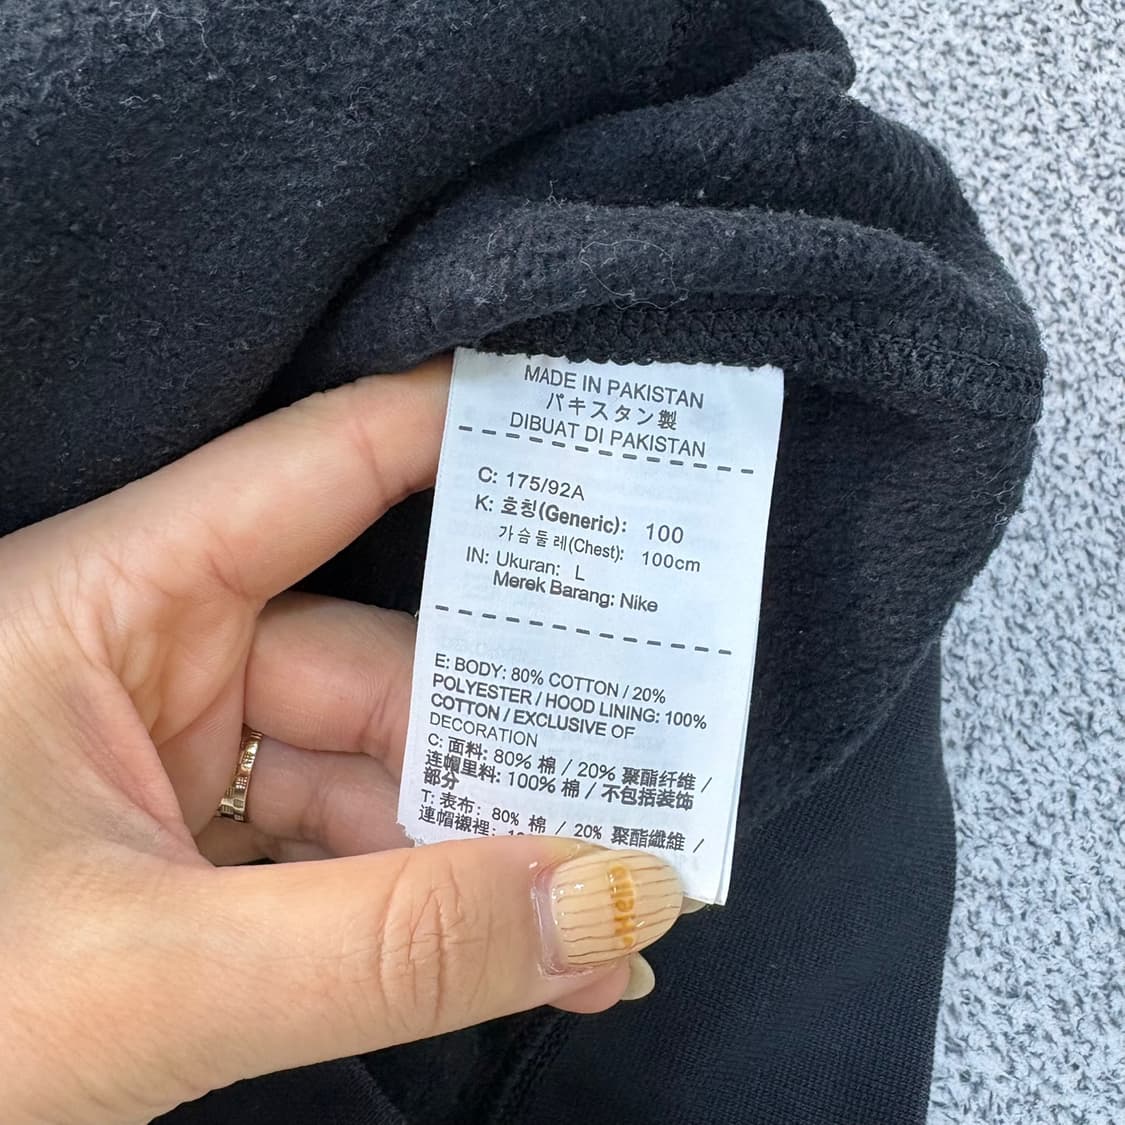 MADE IN PAKISTAN
パキスタン製
DIBUAT DI PAKISTAN
C: 175/92A
K: 호칭(Generic): 100
가슴둘레(Chest): 100cm
IN: Ukuran: L
Merek Barang: Nike
E: BODY: 80% COTTON / 20%
POLYESTER / HOOD LINING: 100%
COTTON / EXCLUSIVE OF
DECORATION
C: 面料: 80% 棉 / 20% 聚酯纤维 /
连帽里料: 100% 棉 / 不包括装饰
部分
T: 表布: 80% 棉 / 20% 聚酯纖維 /
連帽襯裡:
Hello